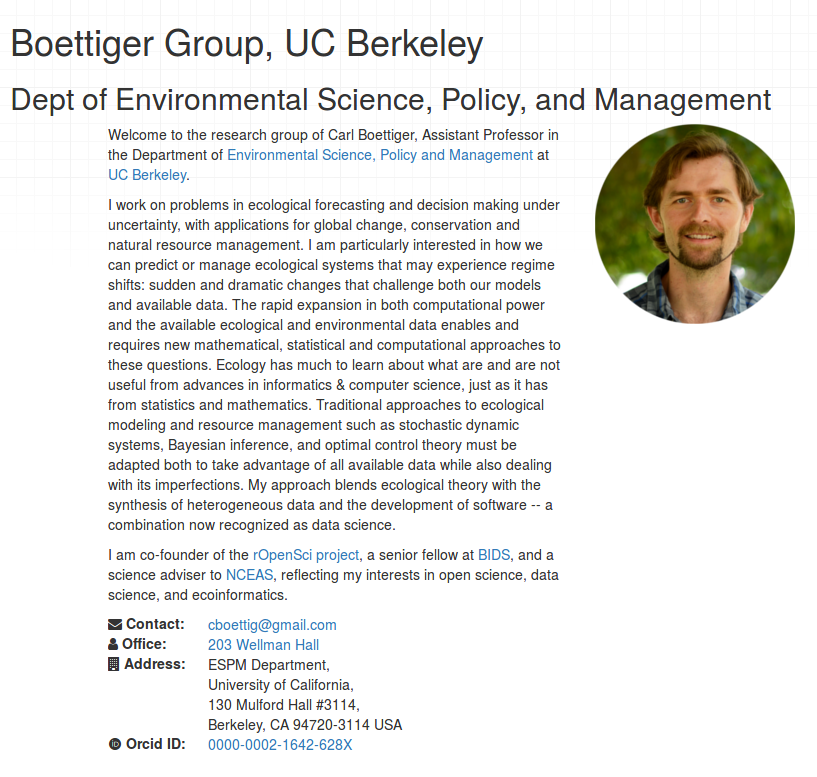 Boettiger Group, UC Berkeley
Dept of Environmental Science, Policy, and Management
Welcome to the research group of Carl Boettiger, Assistant Professor in
the Department of Environmental Science, Policy and Management at
UC Berkeley.
I work on problems in ecological forecasting and decision making under
uncertainty, with applications for global change, conservation and
natural resource management. I am particularly interested in how we
can predict or manage ecological systems that may experience regime
shifts: sudden and dramatic changes that challenge both our models
and available data. The rapid expansion in both computational power
and the available ecological and environmental data enables and
requires new mathematical, statistical and computational approaches to
these questions. Ecology has much to learn about what are and are not
useful from advances in informatics & computer science, just as it has
from statistics and mathematics. Traditional approaches to ecological
modeling and resource management such as stochastic dynamic
systems, Bayesian inference, and optimal control theory must be
adapted both to take advantage of all available data while also dealing
with its imperfections. My approach blends ecological theory with the
synthesis of heterogeneous data and the development of software -- a
combination now recognized as data science.
I am co-founder of the rOpenSci project, a senior fellow at BIDS, and a
science adviser to NCEAS, reflecting my interests in open science, data
science, and ecoinformatics.
Contact: cboettig@gmail.com
Office: 203 Wellman Hall
Address: ESPM Department,
University of California,
130 Mulford Hall #3114,
Berkeley, CA 94720-3114 USA
iD Orcid ID: 0000-0002-1642-628X